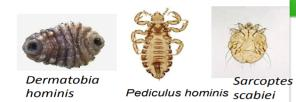 Dermatobia
hominis
Pediculus hominis
Sarcoptes
scabiei